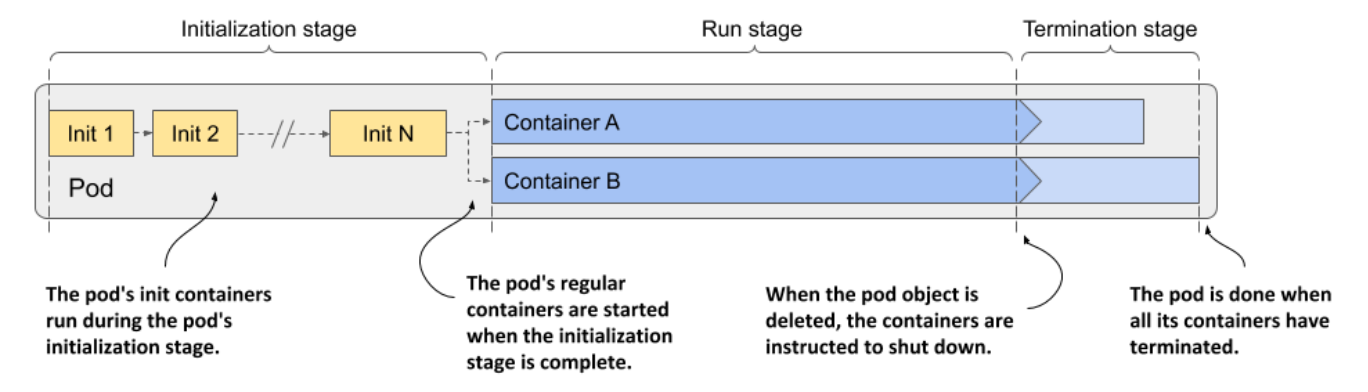 Initialization stage
Run stage
Termination stage
Init 1
Init 2
Init N
Container A
Container B
Pod
The pod's init containers
run during the pod's
initialization stage.
The pod's regular
containers are started
when the initialization
stage is complete.
When the pod object is
deleted, the containers are
instructed to shut down.
The pod is done when
all its containers have
terminated.